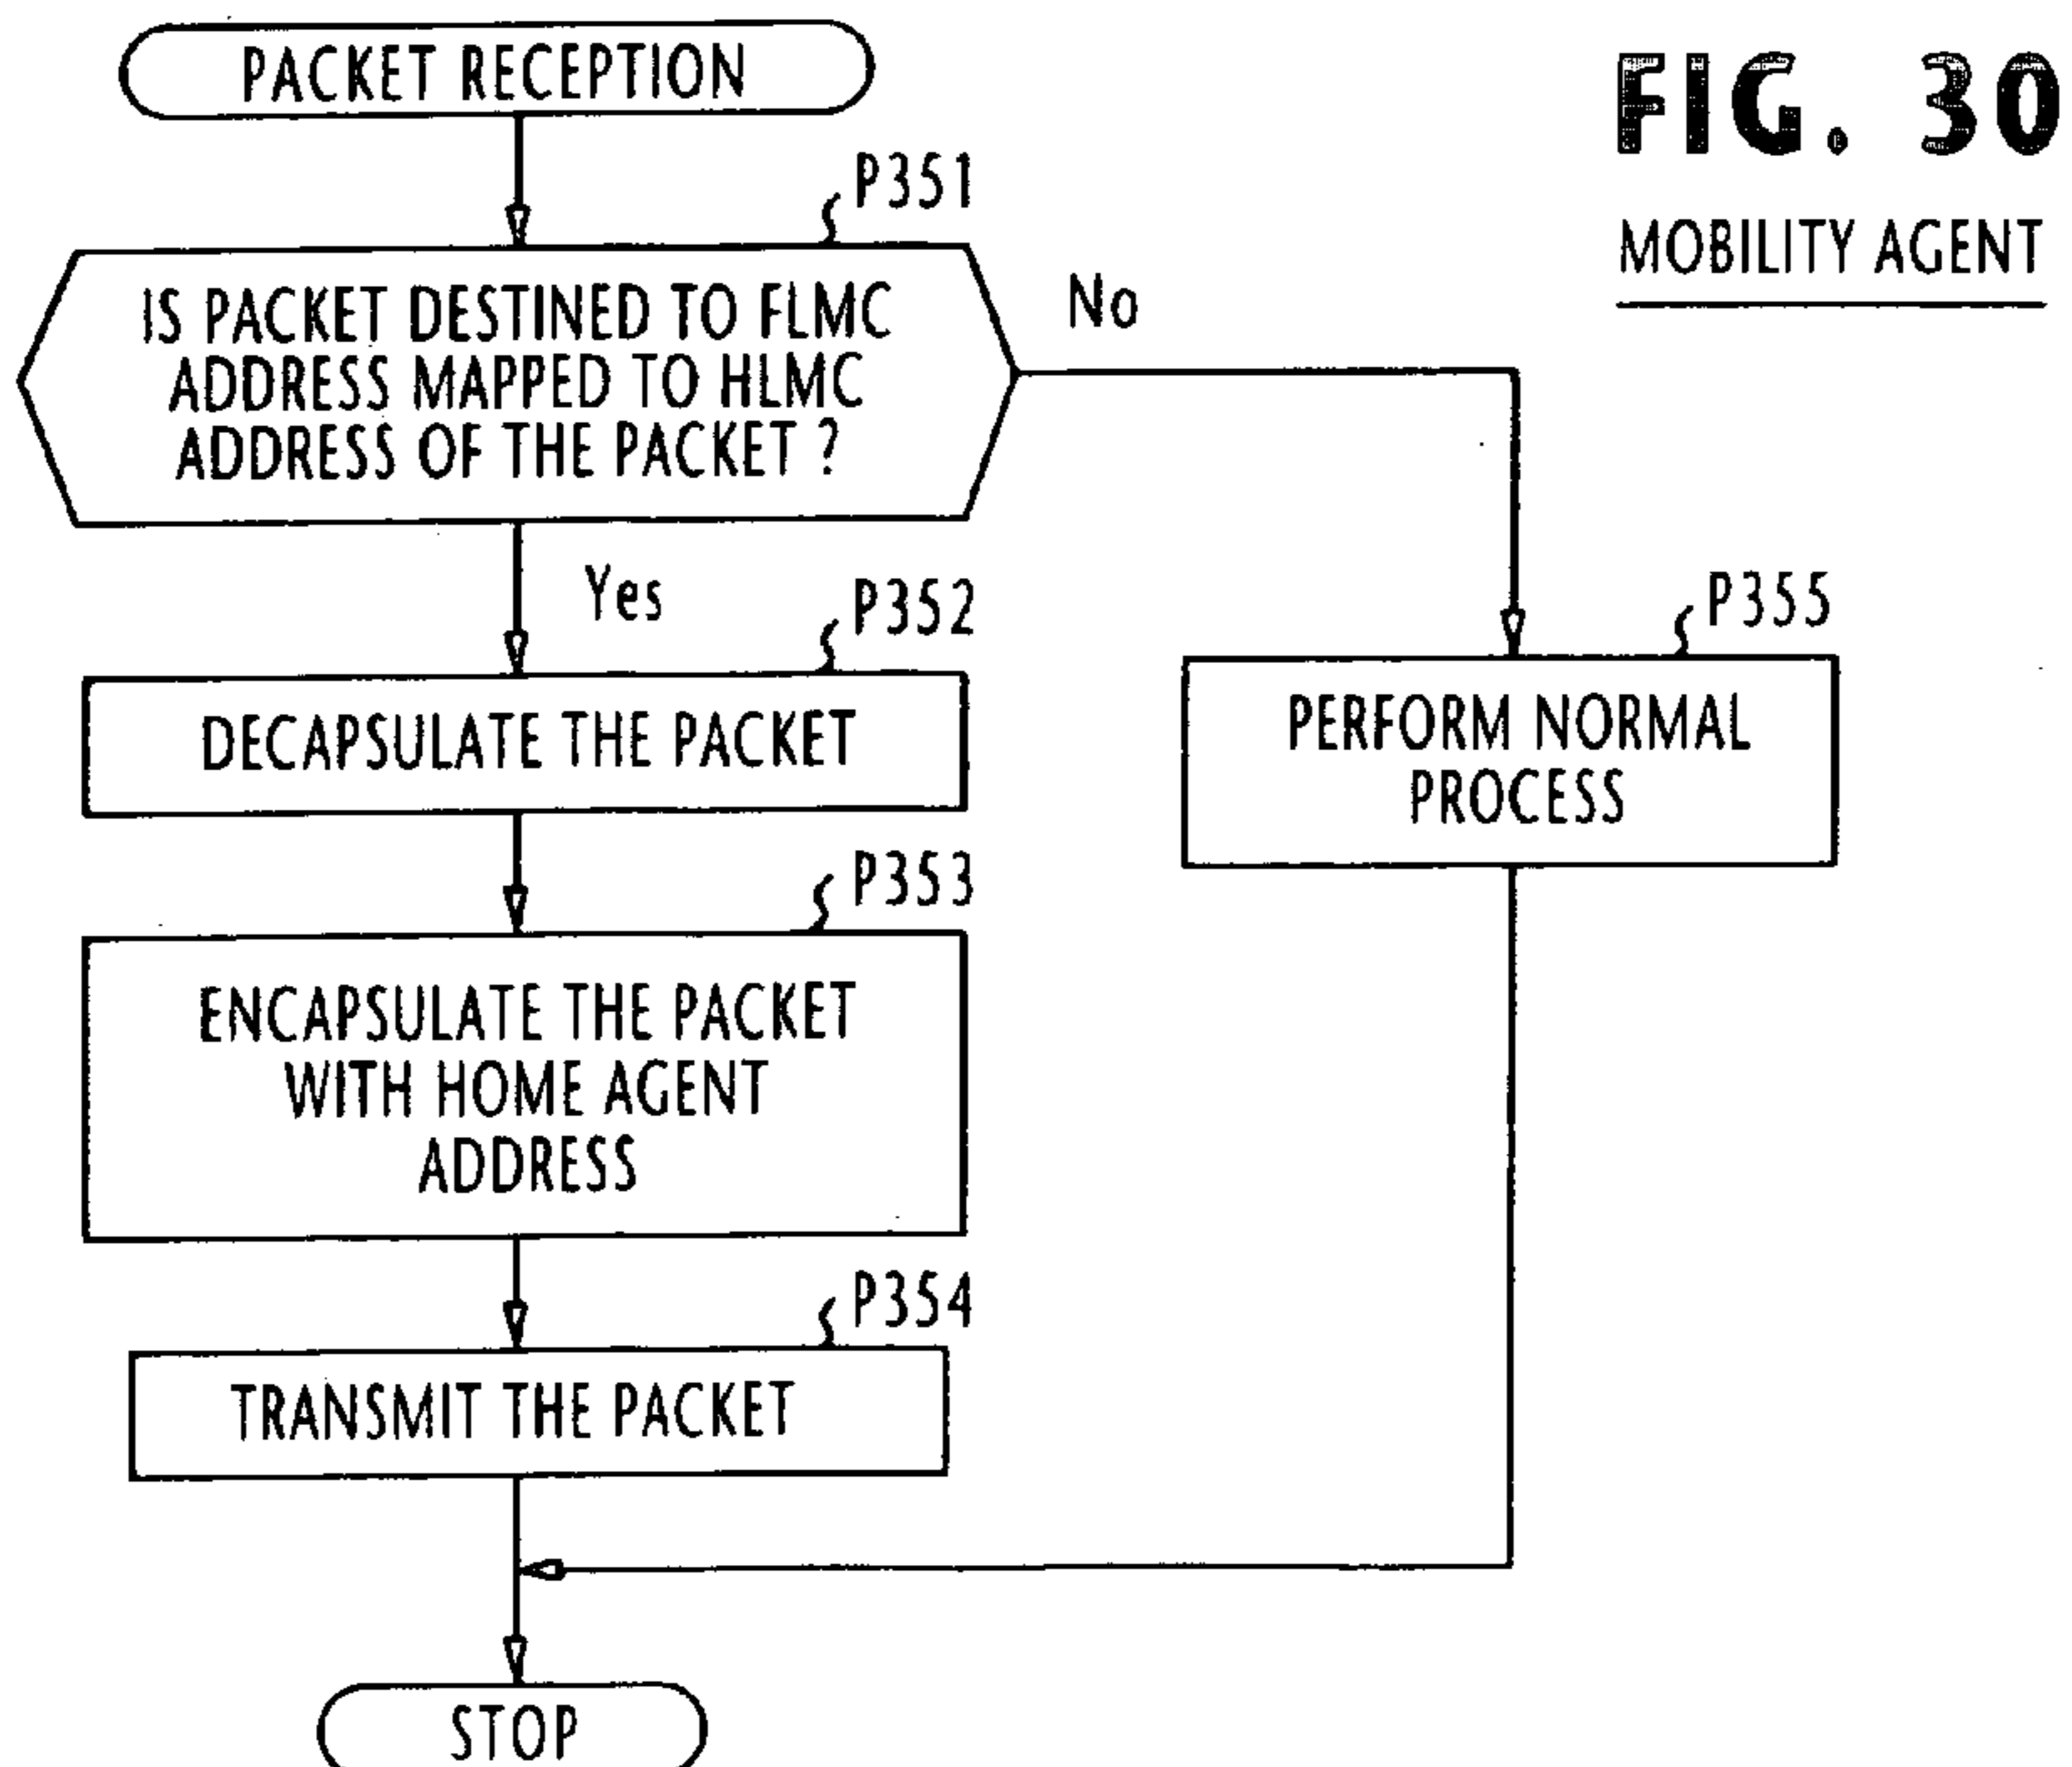 FIG. 30
MOBILITY AGENT
PACKET RECEPTION
P351
IS PACKET DESTINED TO FLMC
ADDRESS MAPPED TO HLMC
ADDRESS OF THE PACKET ?
No
Yes
P352
DECAPSULATE THE PACKET
P355
PERFORM NORMAL
PROCESS
P353
ENCAPSULATE THE PACKET
WITH HOME AGENT
ADDRESS
P354
TRANSMIT THE PACKET
STOP